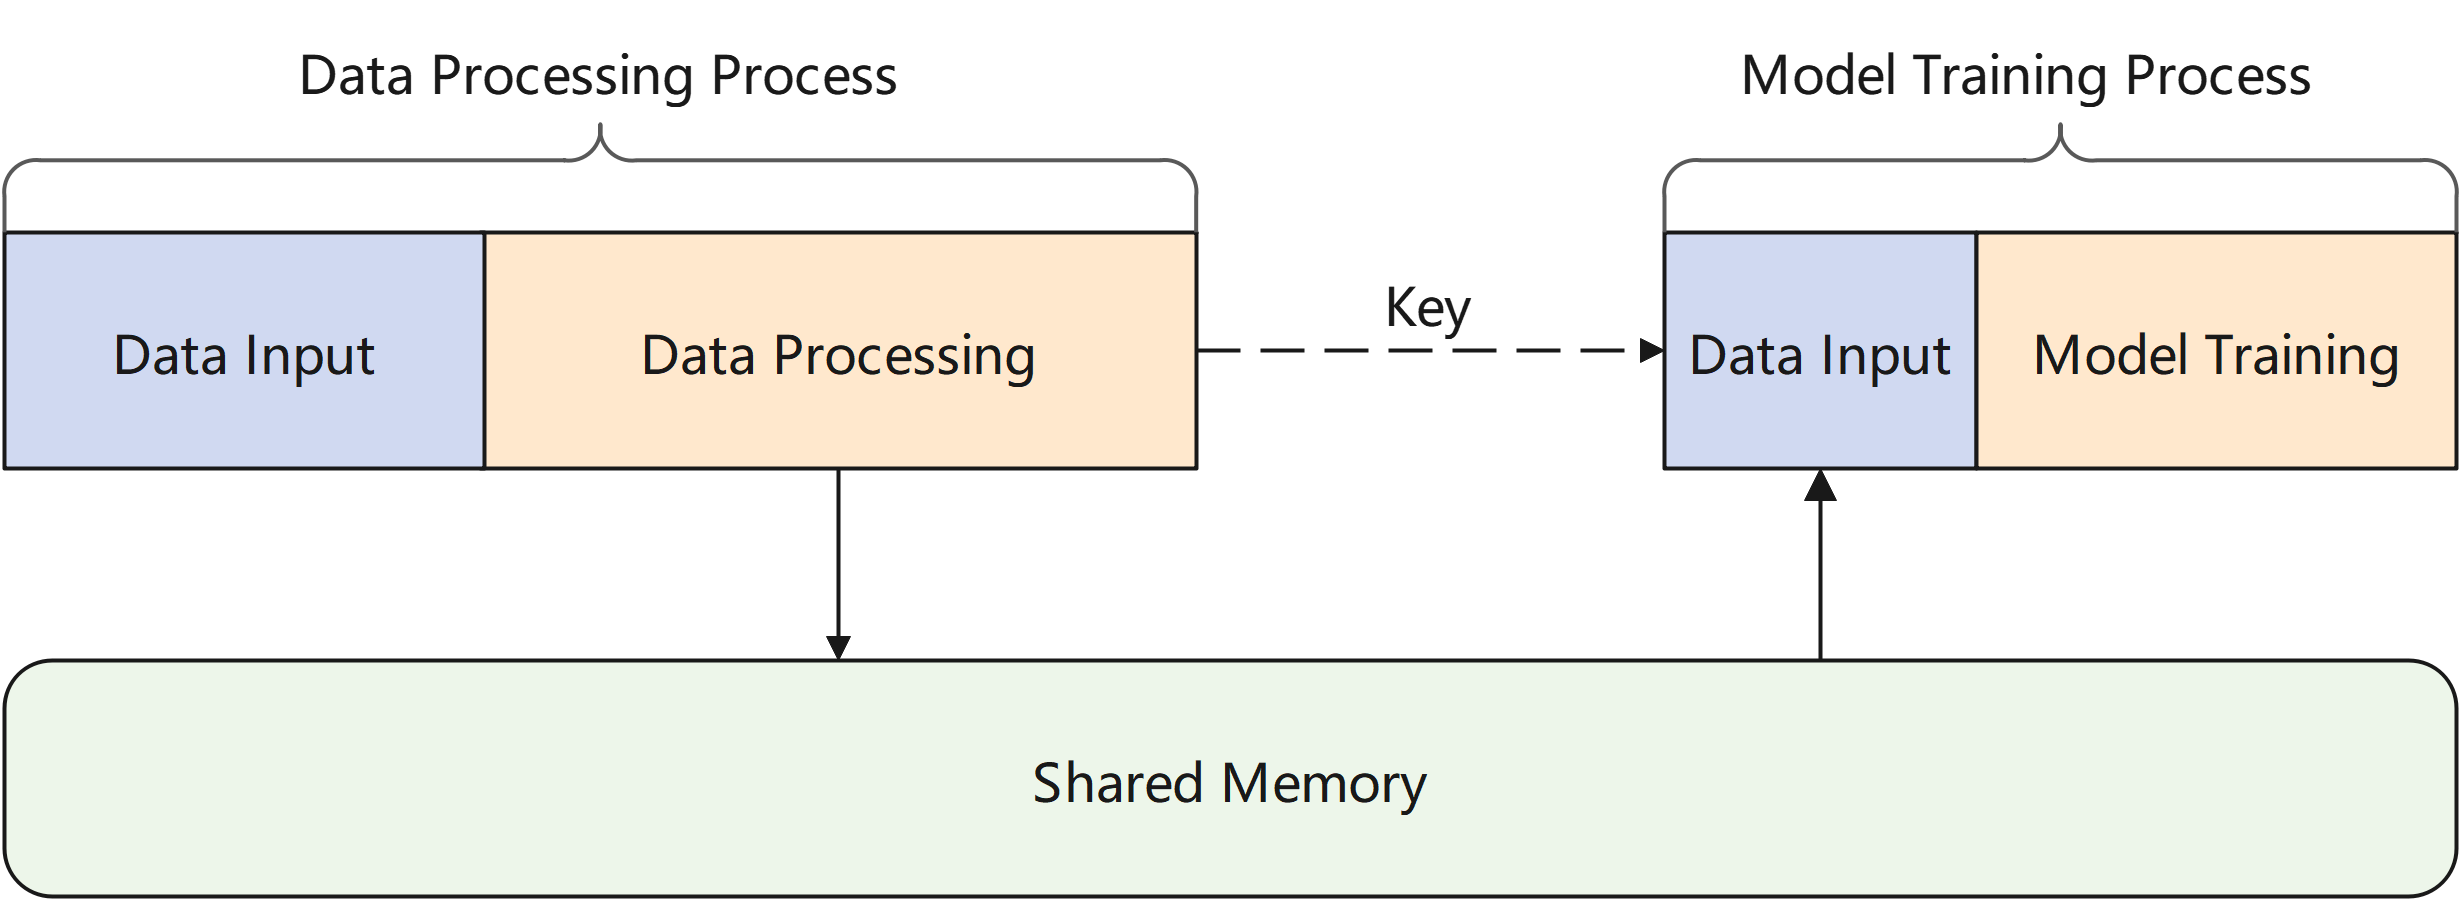 Data Processing Process
Model Training Process
Data Input
Data Processing
Key
Data Input
Model Training
Shared Memory